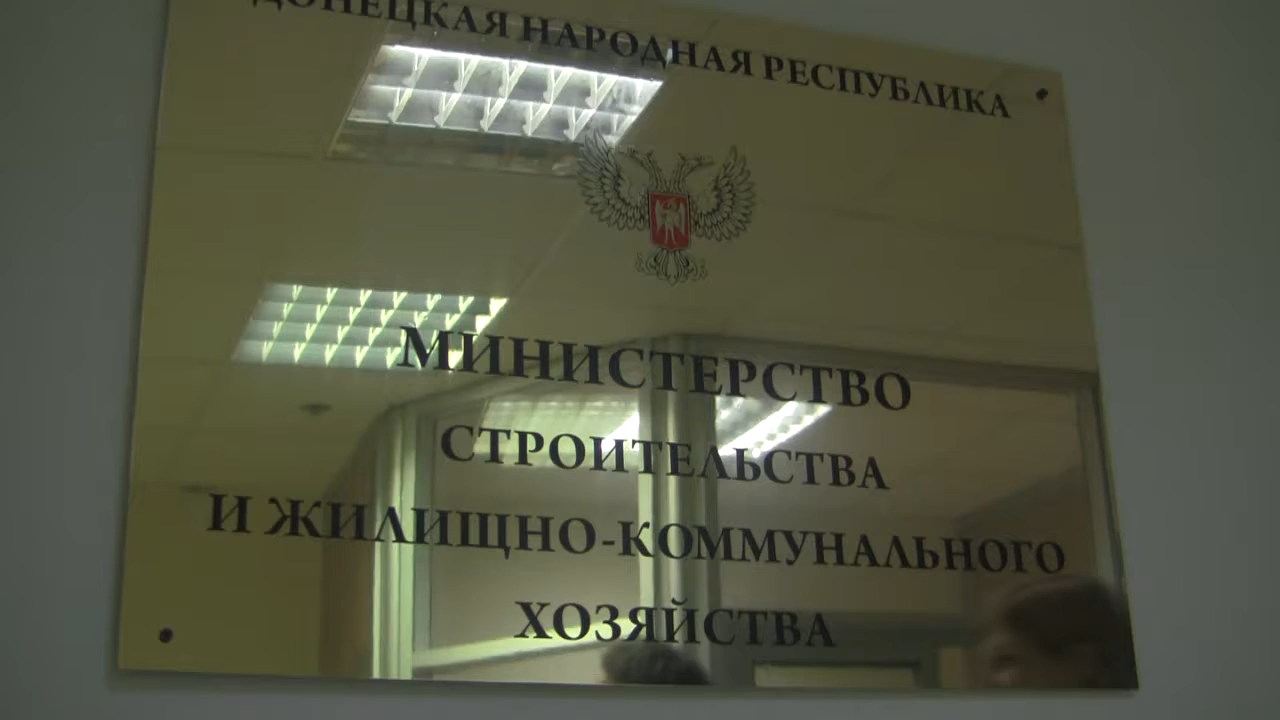 ДОНЕЦКАЯ НАРОДНАЯ РЕСПУБЛИКА
МИНИСТЕРСТВО
СТРОИТЕЛЬСТВА
И ЖИЛИЩНО-КОММУНАЛЬНОГО
ХОЗЯЙСТВА